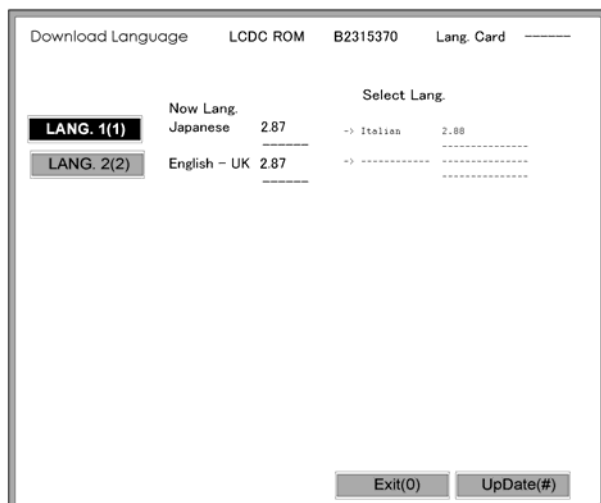 Download Language LCDC ROM B2315370 Lang. Card ------
Select Lang.
Now Lang.
LANG. 1(1) Japanese 2.87 -> Italian 2.88
------ ---------------
LANG. 2(2) English - UK 2.87 -> ------------ ---------------
------ ---------------
Exit(0) UpDate(#)